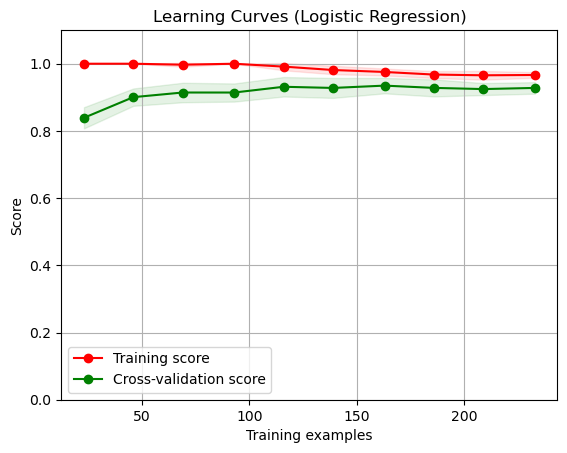 Learning Curves (Logistic Regression)
1.0
0.8
0.6
0.4
0.2
0.0
Score
Training score
Cross-validation score
50
100
150
200
Training examples